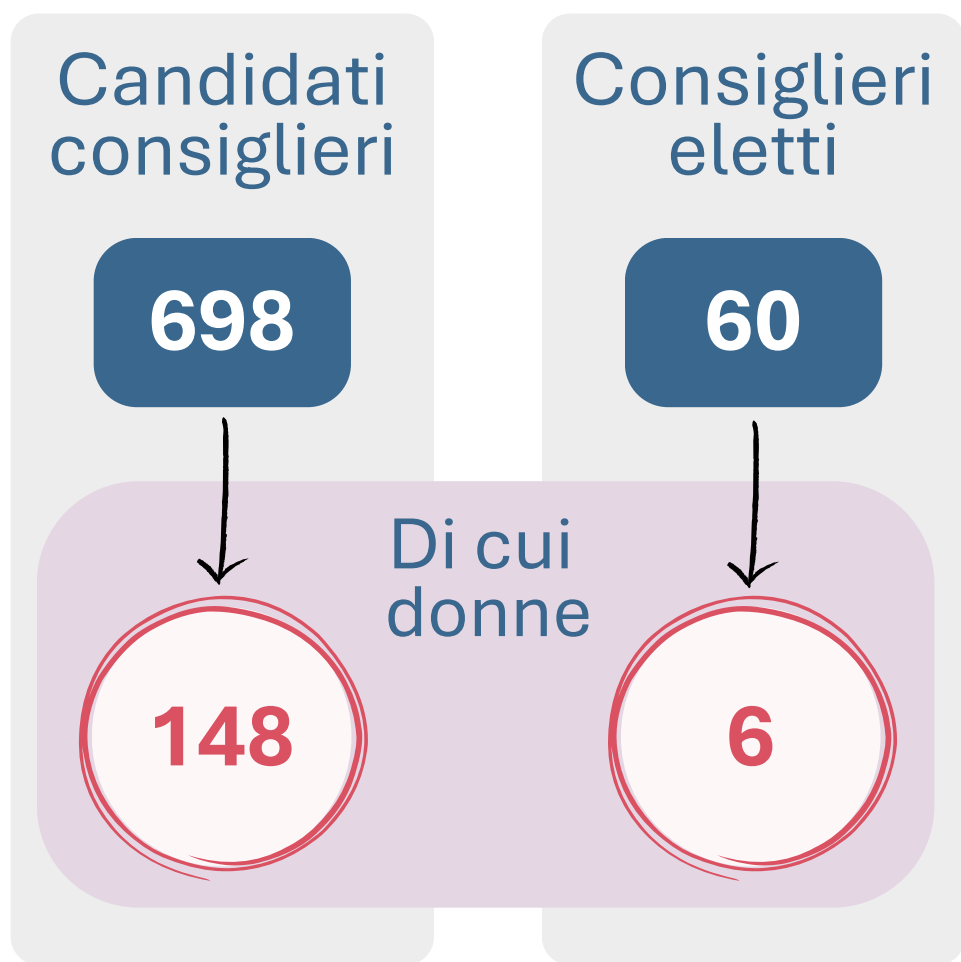 Candidati
consiglieri
698
Consiglieri
eletti
60
Di cui
donne
148
6